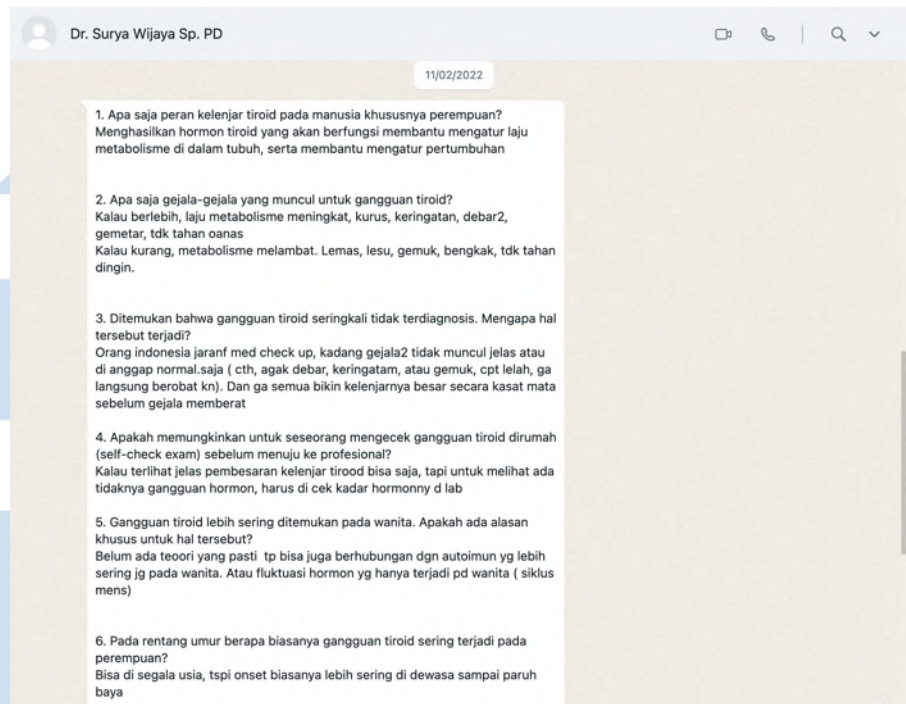 Dr. Surya Wijaya Sp. PD
11/02/2022
1. Apa saja peran kelenjar tiroid pada manusia khususnya perempuan?
Menghasilkan hormon tiroid yang akan berfungsi membantu mengatur laju
metabolisme di dalam tubuh, serta membantu mengatur pertumbuhan
2. Apa saja gejala-gejala yang muncul untuk gangguan tiroid?
Kalau berlebih, laju metabolisme meningkat, kurus, keringatan, debar2,
gemetar, tdk tahan oanas
Kalau kurang, metabolisme melambat. Lemas, lesu, gemuk, bengkak, tdk tahan
dingin.
3. Ditemukan bahwa gangguan tiroid seringkali tidak terdiagnosis. Mengapa hal
tersebut terjadi?
Orang indonesia jaranf med check up, kadang gejala2 tidak muncul jelas atau
di anggap normal.saja ( cth, agak debar, keringatam, atau gemuk, cpt lelah, ga
langsung berobat kn). Dan ga semua bikin kelenjarnya besar secara kasat mata
sebelum gejala memberat
4. Apakah memungkinkan untuk seseorang mengecek gangguan tiroid dirumah
(self-check exam) sebelum menuju ke profesional?
Kalau terlihat jelas pembesaran kelenjar tirood bisa saja, tapi untuk melihat ada
tidaknya gangguan hormon, harus di cek kadar hormonny d lab
5. Gangguan tiroid lebih sering ditemukan pada wanita. Apakah ada alasan
khusus untuk hal tersebut?
Belum ada teoori yang pasti  tp bisa juga berhubungan dgn autoimun yg lebih
sering jg pada wanita. Atau fluktuasi hormon yg hanya terjadi pd wanita ( siklus
mens)
6. Pada rentang umur berapa biasanya gangguan tiroid sering terjadi pada
perempuan?
Bisa di segala usia, tspi onset biasanya lebih sering di dewasa sampai paruh
baya